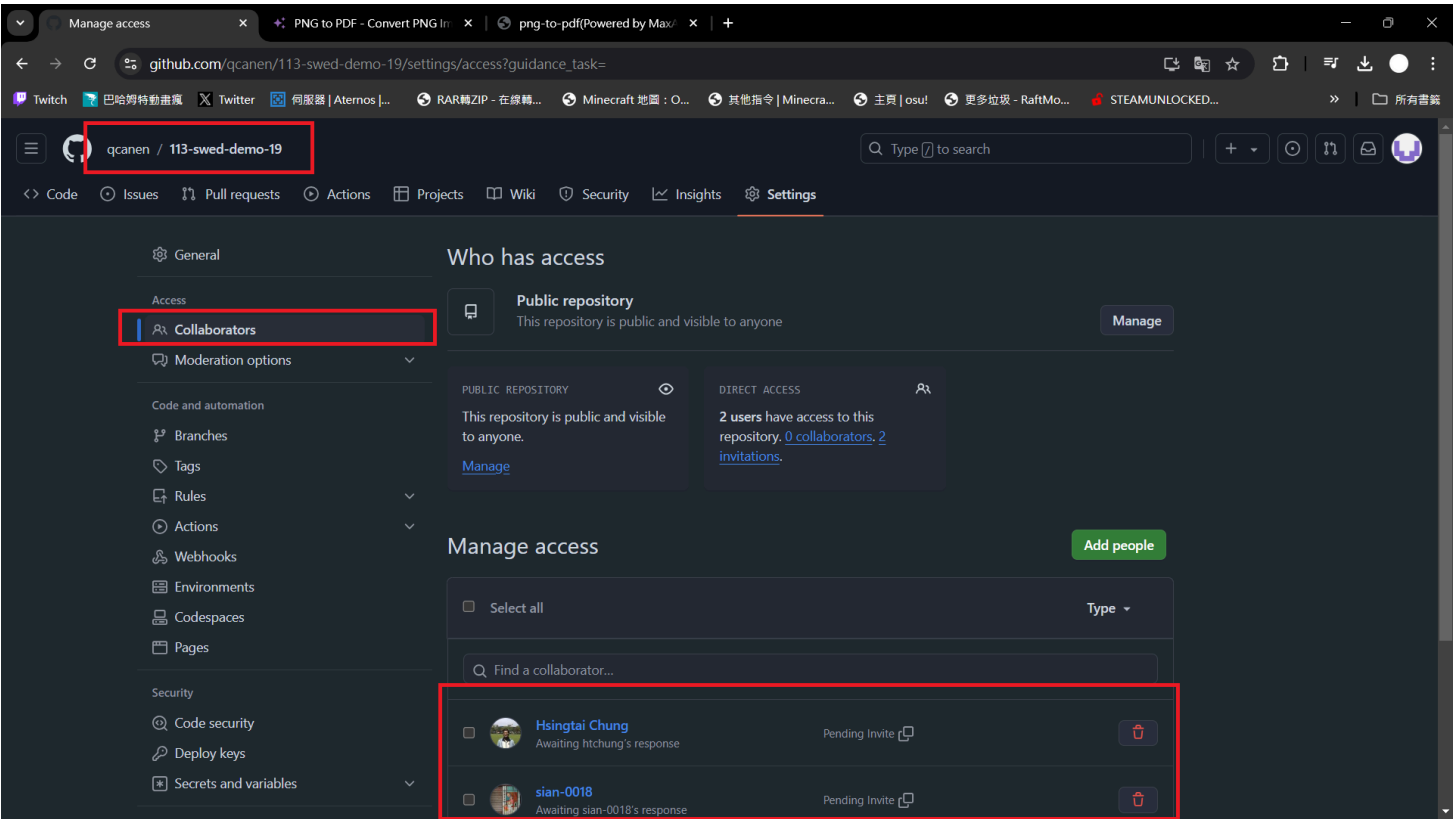 Manage access
PNG to PDF - Convert PNG Im
png-to-pdf(Powered by MaxA
github.com/qcanen/113-swed-demo-19/settings/access?guidance_task=
Twitch
巴哈姆特動畫瘋
Twitter
伺服器 | Aternos |...
RAR轉ZIP - 在線轉...
Minecraft 地圖：O...
其他指令 | Minecra...
主頁 | osu!
更多垃圾 - RaftMo...
STEAMUNLOCKED...
»
所有書籤
qcanen / 113-swed-demo-19
Type / to search
Code
Issues
Pull requests
Actions
Projects
Wiki
Security
Insights
Settings
General
Access
Collaborators
Moderation options
Code and automation
Branches
Tags
Rules
Actions
Webhooks
Environments
Codespaces
Pages
Security
Code security
Deploy keys
Secrets and variables
Who has access
Public repository
This repository is public and visible to anyone
Manage
PUBLIC REPOSITORY
This repository is public and visible
to anyone.
Manage
DIRECT ACCESS
2 users have access to this
repository. 0 collaborators. 2
invitations.
Manage access
Add people
Select all
Type
Find a collaborator...
Hsingtai Chung
Awaiting htchung's response
Pending Invite
sian-0018
Awaiting sian-0018's response
Pending Invite